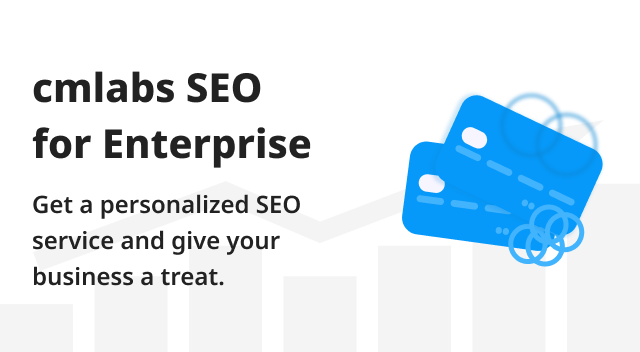 cmlabs SEO
for Enterprise
Get a personalized SEO
service and give your
business a treat.